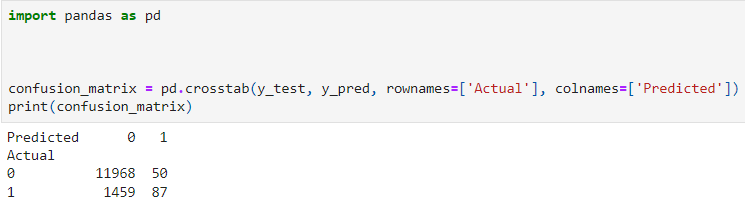 import pandas as pd
confusion_matrix = pd.crosstab(y_test, y_pred, rownames=['Actual'], colnames=['Predicted'])
print(confusion_matrix)
Predicted      0   1
Actual
0          11968  50
1           1459  87